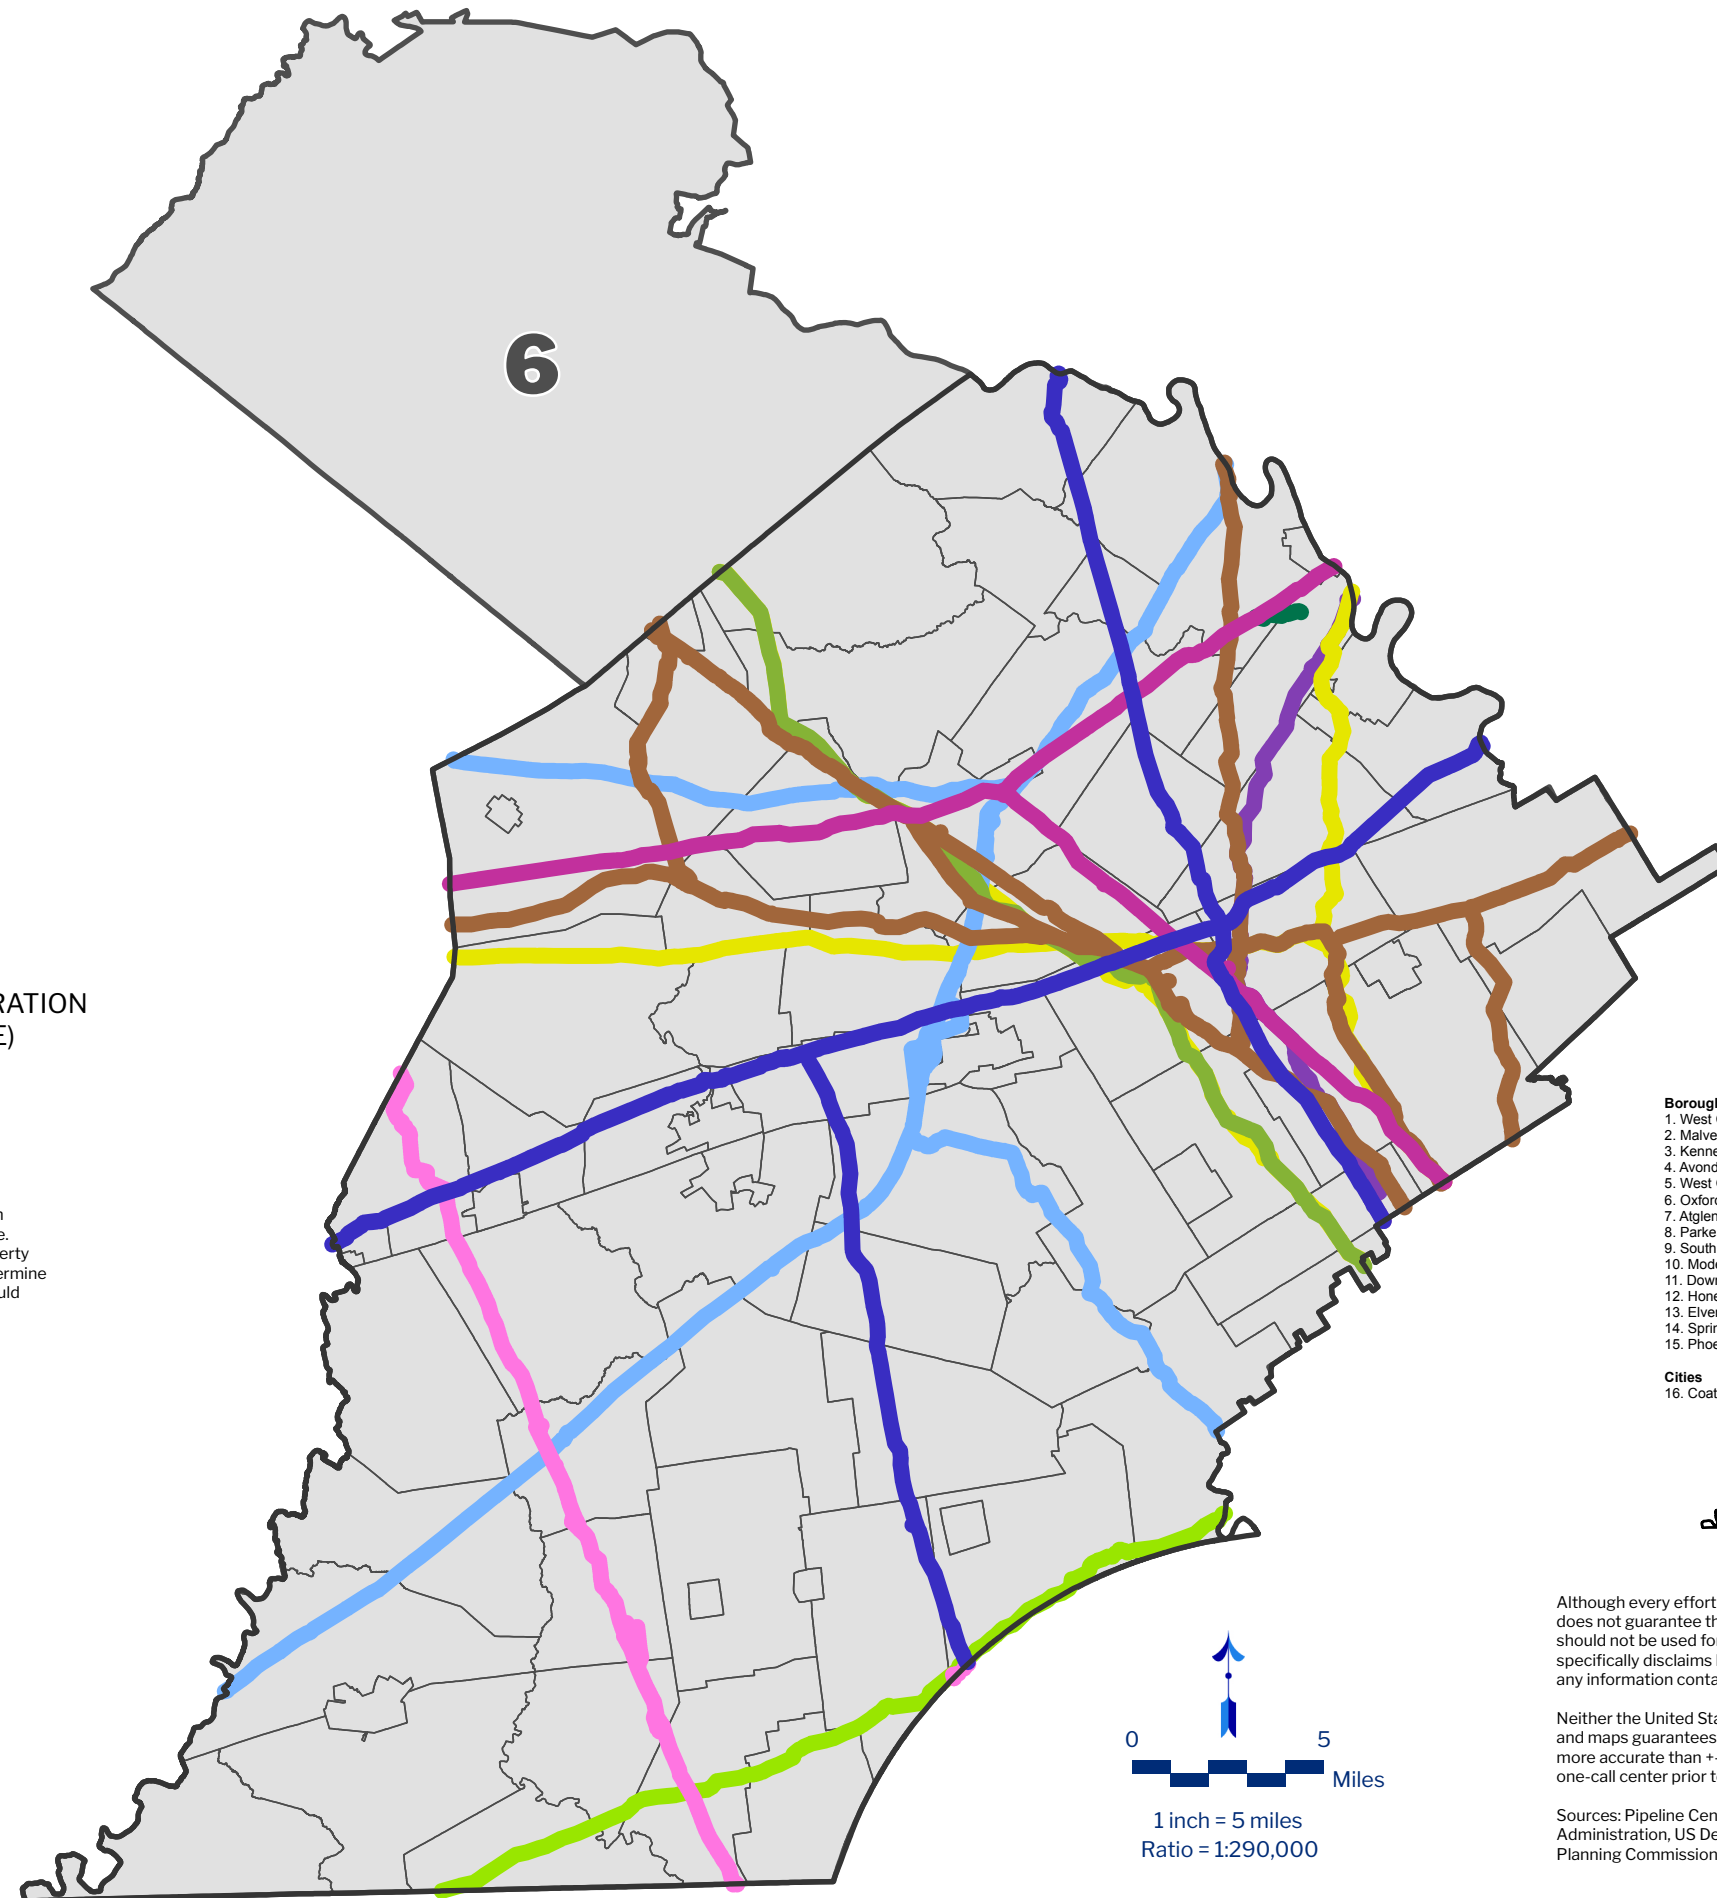 6
RATION
E)
n
e.
erty
ermine
uld
Borough
1. West
2. Malve
3. Kenne
4. Avond
5. West
6. Oxford
7. Atglen
8. Parke
9. South
10. Mode
11. Down
12. Hone
13. Elver
14. Sprin
15. Phoe
Cities
16. Coat
0 5
Miles
1 inch = 5 miles
Ratio = 1:290,000
Although every effort
does not guarantee th
should not be used fo
specifically disclaims
any information conta
Neither the United Sta
and maps guarantees
more accurate than +-
one-call center prior t
Sources: Pipeline Cen
Administration, US De
Planning Commission